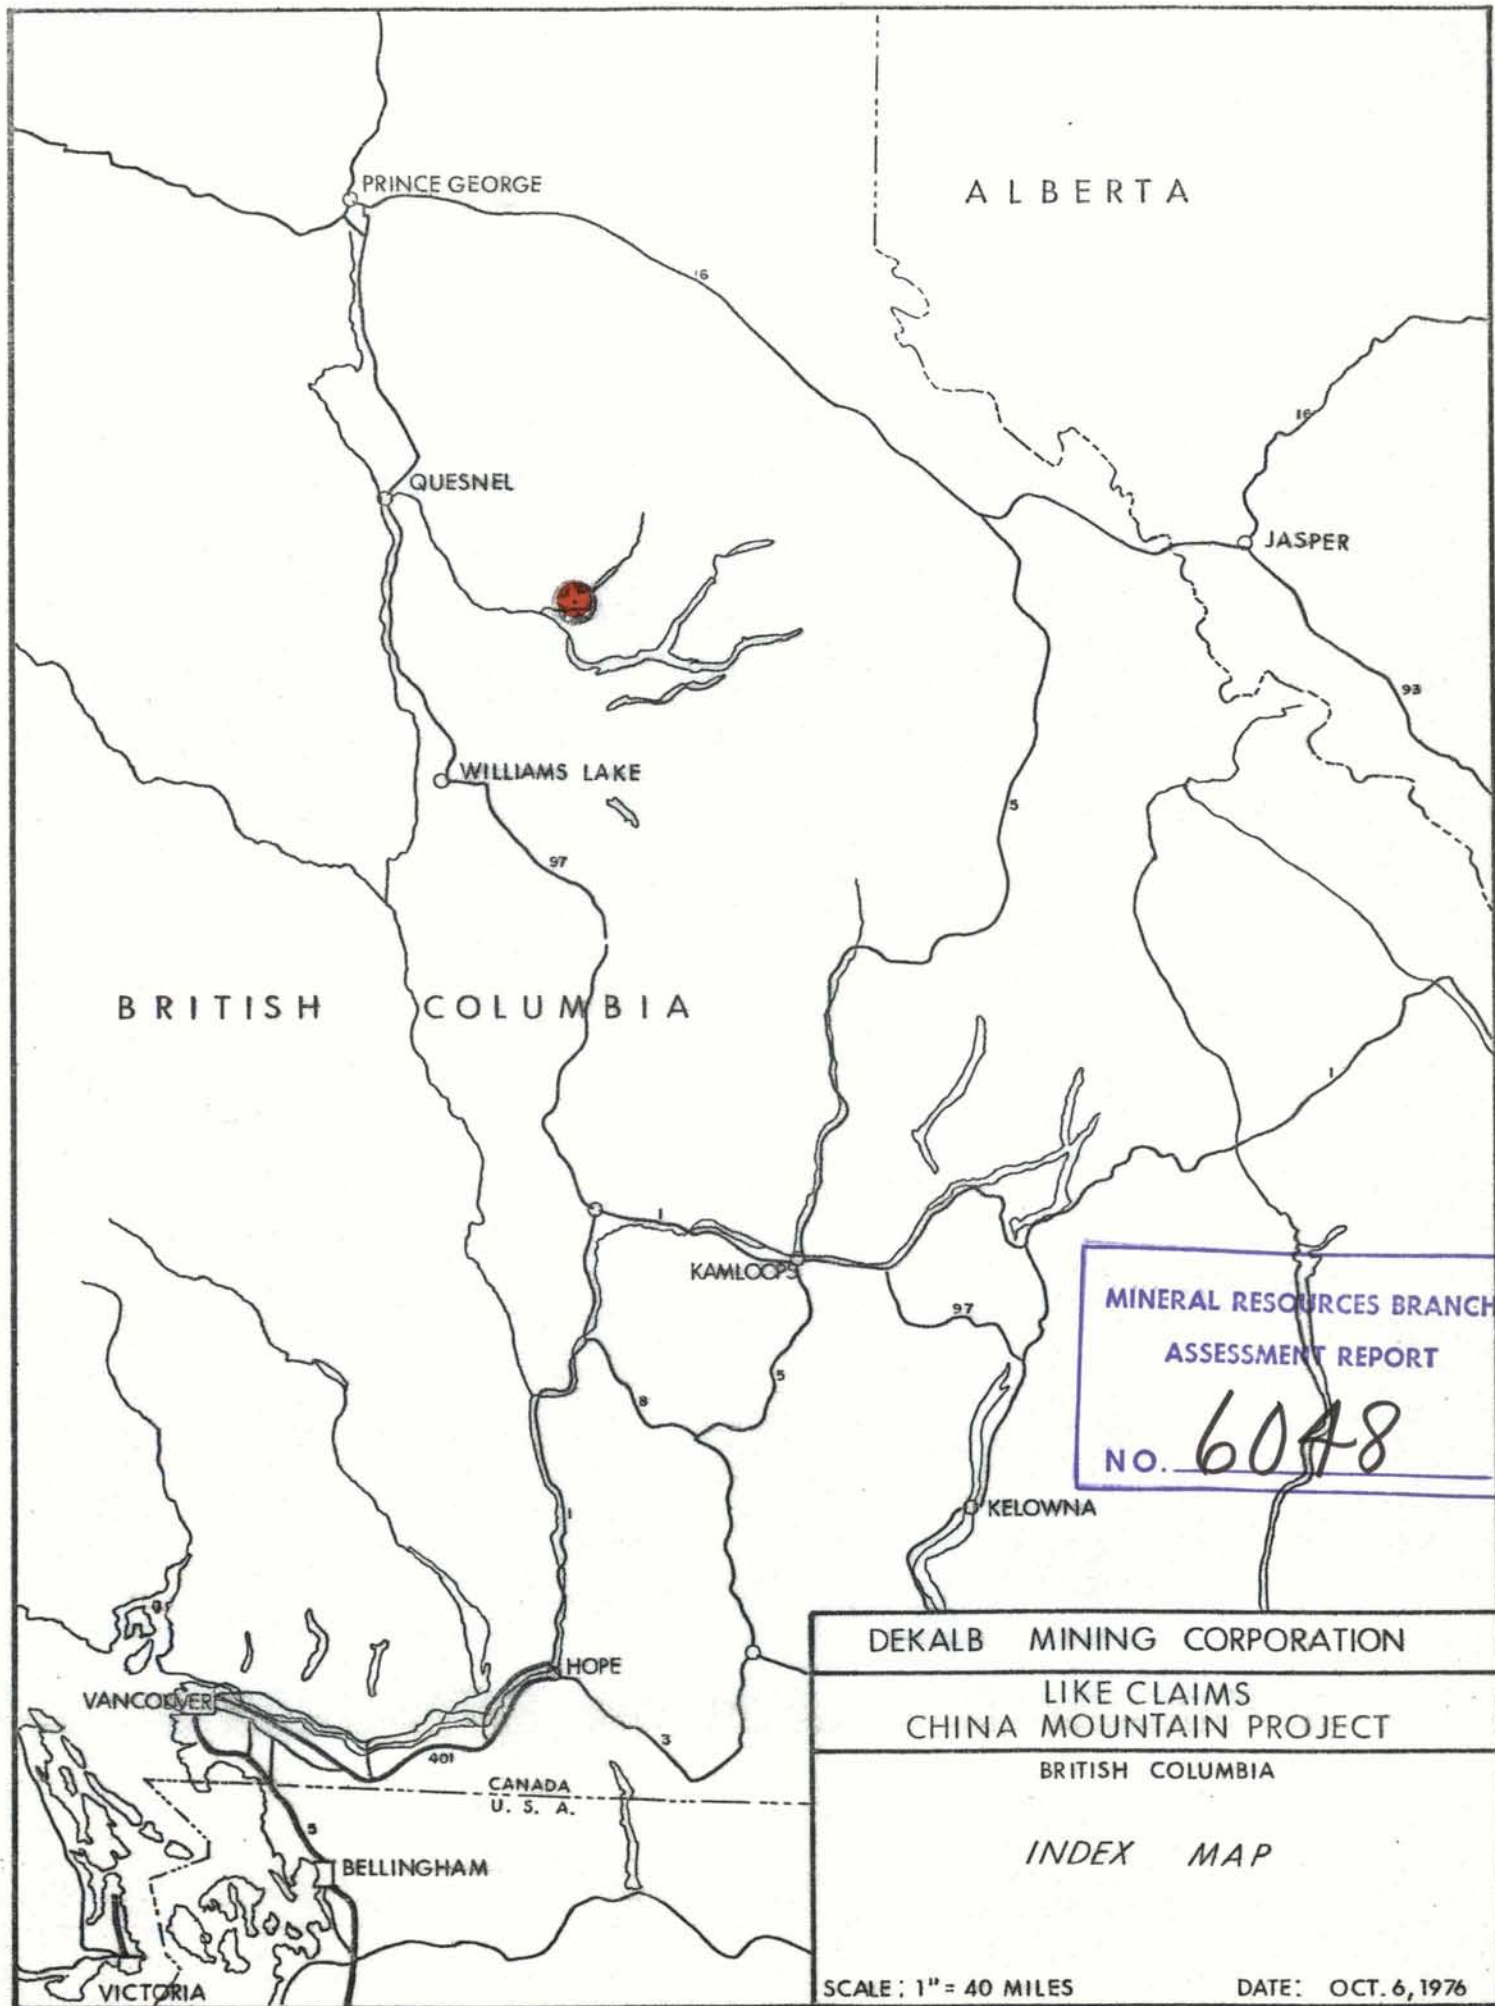 PRINCE GEORGE
ALBERTA
16
16
QUESNEL
JASPER
93
WILLIAMS LAKE
5
97
BRITISH COLUMBIA
1
1
KAMLOOPS
97
MINERAL RESOURCES BRANCH
ASSESSMENT REPORT
NO. 6048
8
5
1
KELOWNA
HOPE
VANCOUVER
3
401
CANADA
U. S. A.
5
BELLINGHAM
VICTORIA
DEKALB MINING CORPORATION
LIKE CLAIMS
CHINA MOUNTAIN PROJECT
BRITISH COLUMBIA
INDEX MAP
SCALE: 1" = 40 MILES DATE: OCT. 6, 1976